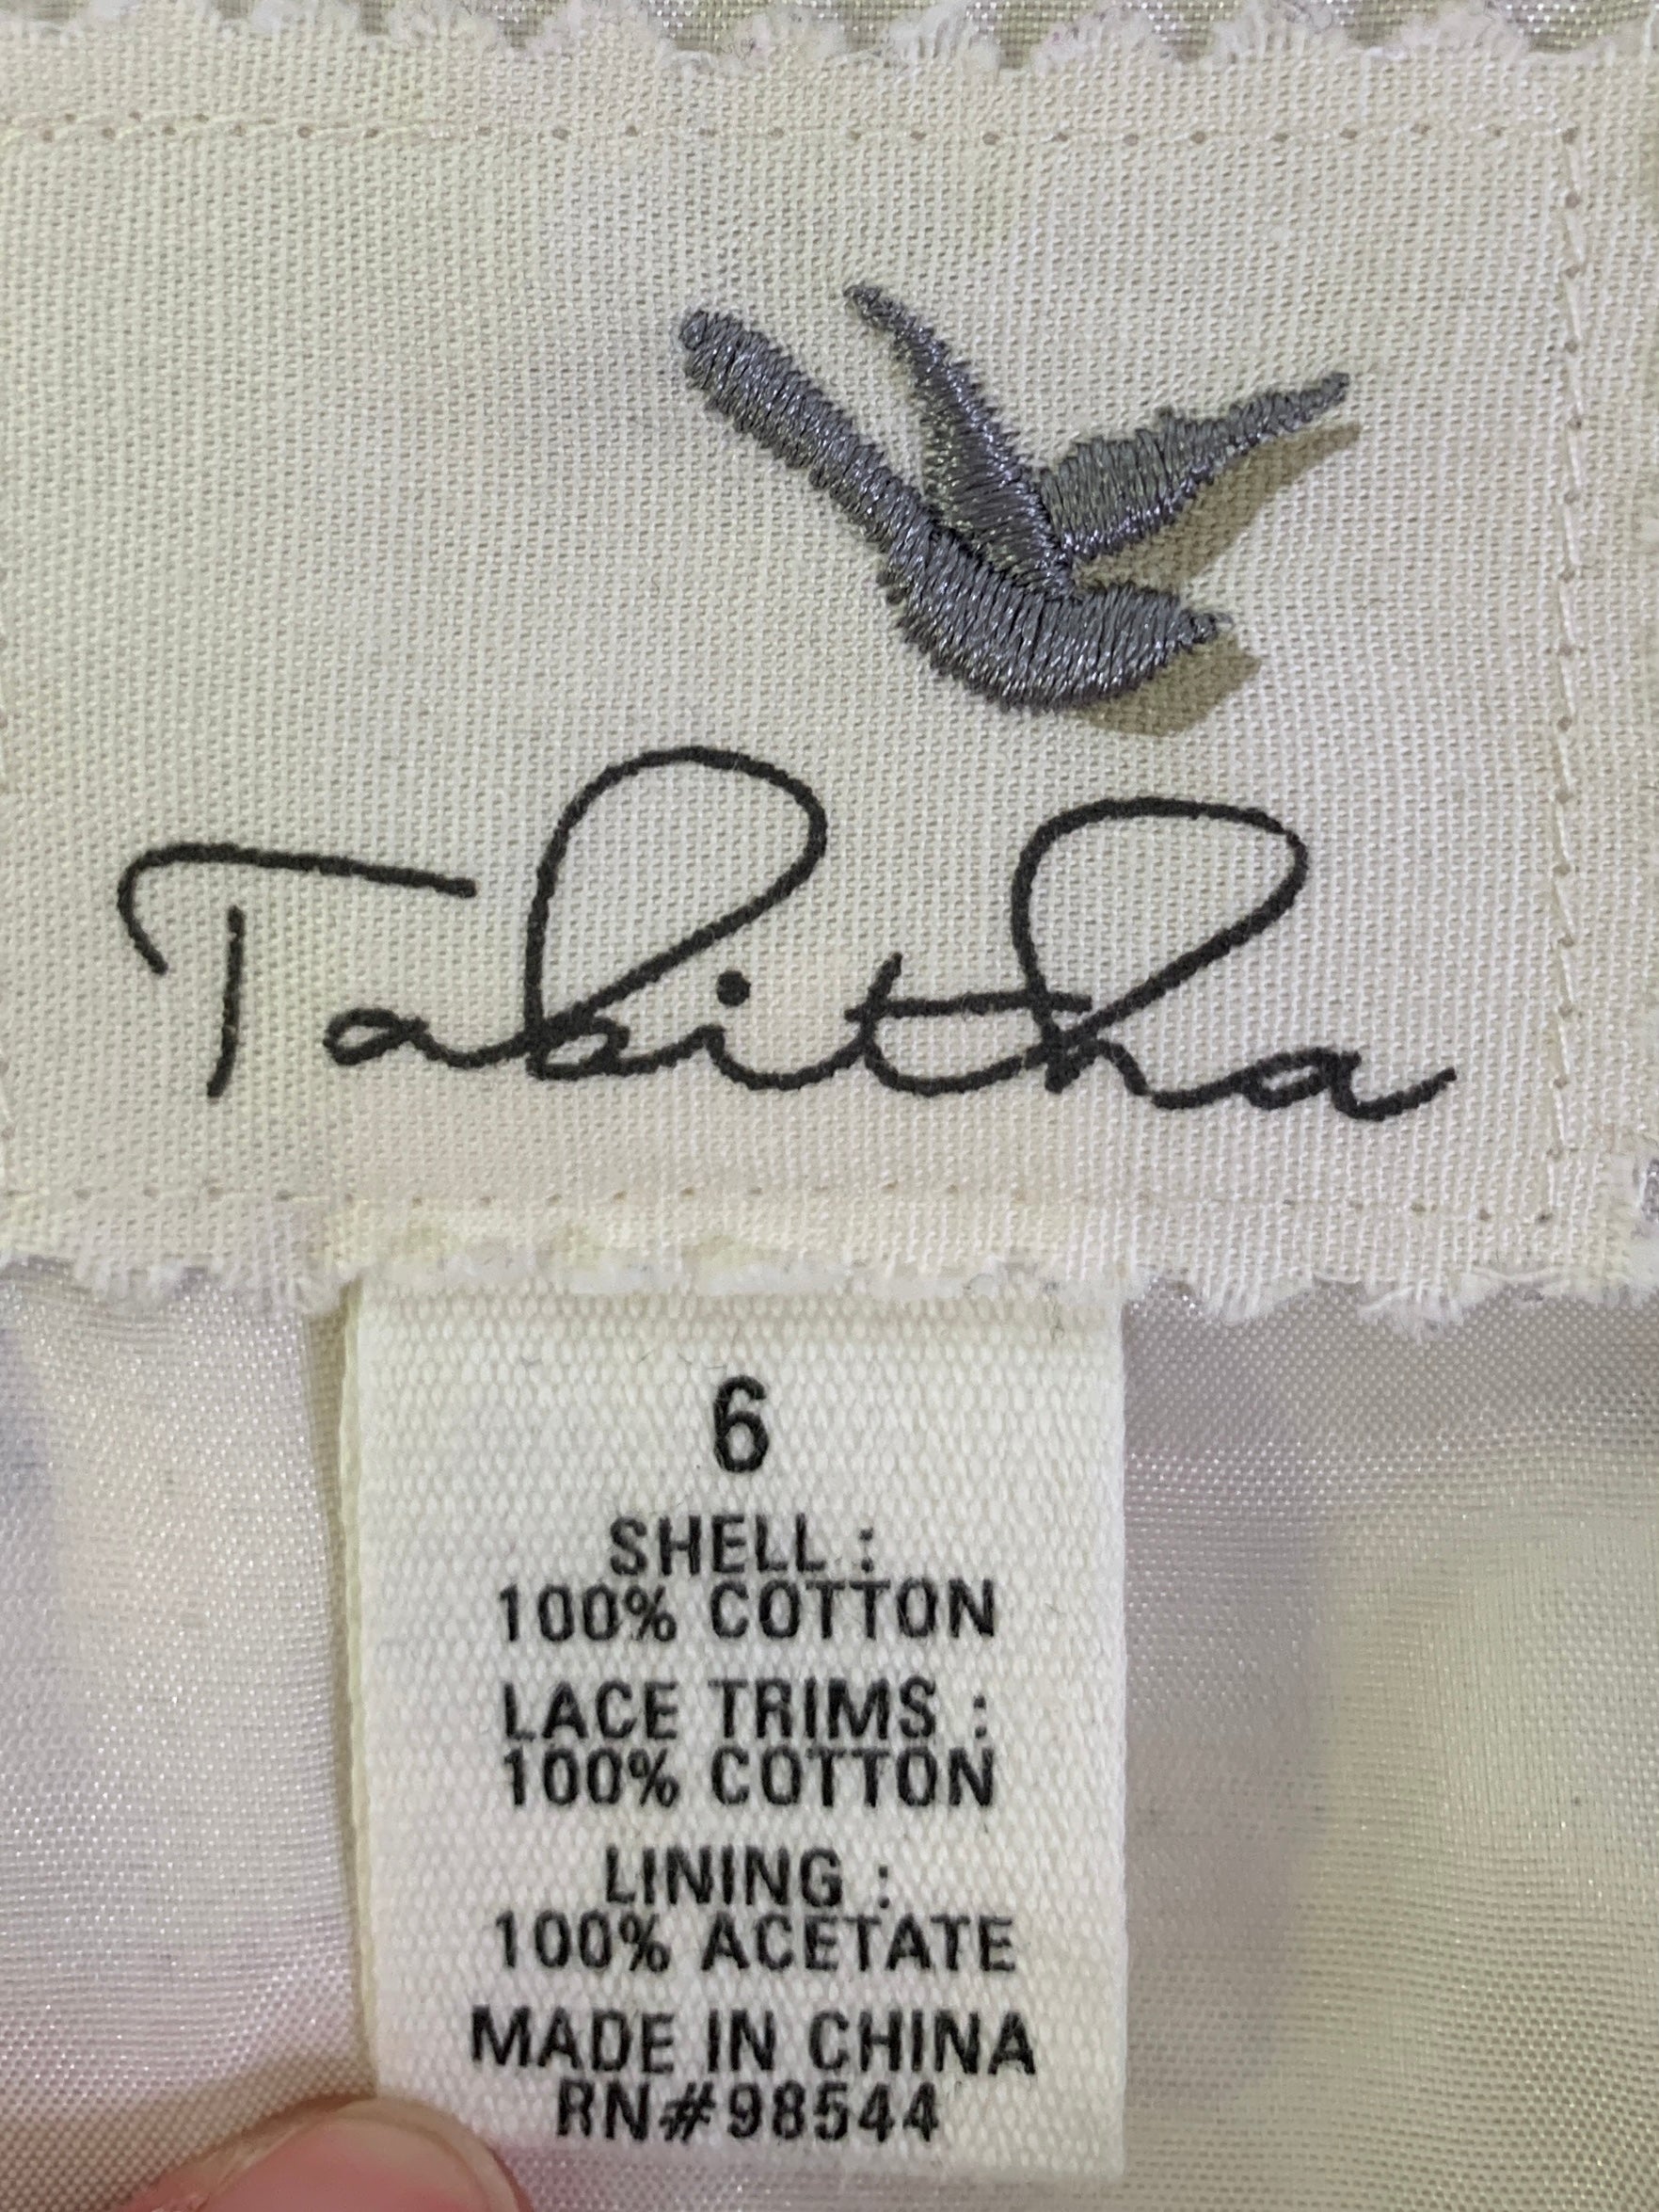 Tabitha
6
SHELL :
100% COTTON
LACE TRIMS :
100% COTTON
LINING :
100% ACETATE
MADE IN CHINA
RN#98544